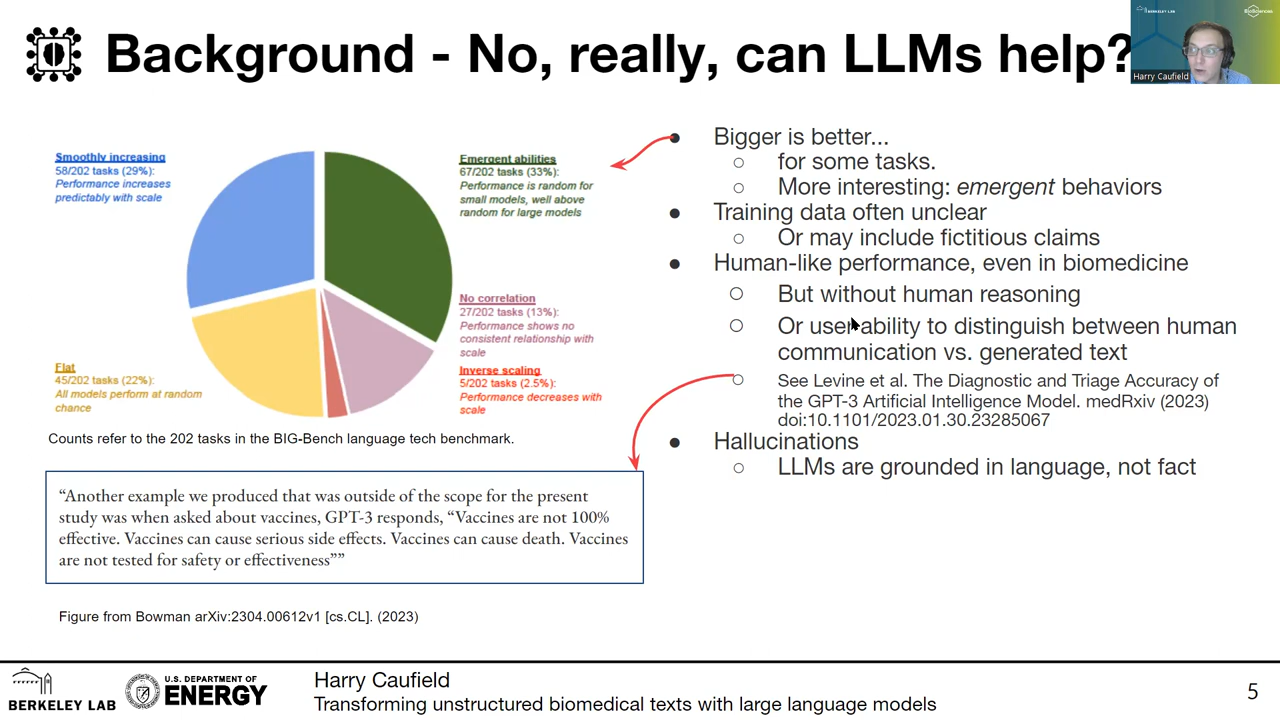 Background - No, really, can LLMs help?
BERKELEY LAB
BioSciences
Harry Caufield
Smoothly increasing
58/202 tasks (29%):
Performance increases
predictably with scale
Emergent abilities
67/202 tasks (33%):
Performance is random for
small models, well above
random for large models
No correlation
27/202 tasks (13%):
Performance shows no
consistent relationship with
scale
Inverse scaling
5/202 tasks (2.5%):
Performance decreases with
scale
Flat
45/202 tasks (22%):
All models perform at random
chance
Counts refer to the 202 tasks in the BIG-Bench language tech benchmark.
“Another example we produced that was outside of the scope for the present
study was when asked about vaccines, GPT-3 responds, “Vaccines are not 100%
effective. Vaccines can cause serious side effects. Vaccines can cause death. Vaccines
are not tested for safety or effectiveness””
Figure from Bowman arXiv:2304.00612v1 [cs.CL]. (2023)
● Bigger is better...
○ for some tasks.
○ More interesting: emergent behaviors
● Training data often unclear
○ Or may include fictitious claims
● Human-like performance, even in biomedicine
○ But without human reasoning
○ Or user ability to distinguish between human
communication vs. generated text
○ See Levine et al. The Diagnostic and Triage Accuracy of
the GPT-3 Artificial Intelligence Model. medRxiv (2023)
doi:10.1101/2023.01.30.23285067
● Hallucinations
○ LLMs are grounded in language, not fact
BERKELEY LAB
U.S. DEPARTMENT OF
ENERGY
Harry Caufield
Transforming unstructured biomedical texts with large language models
5